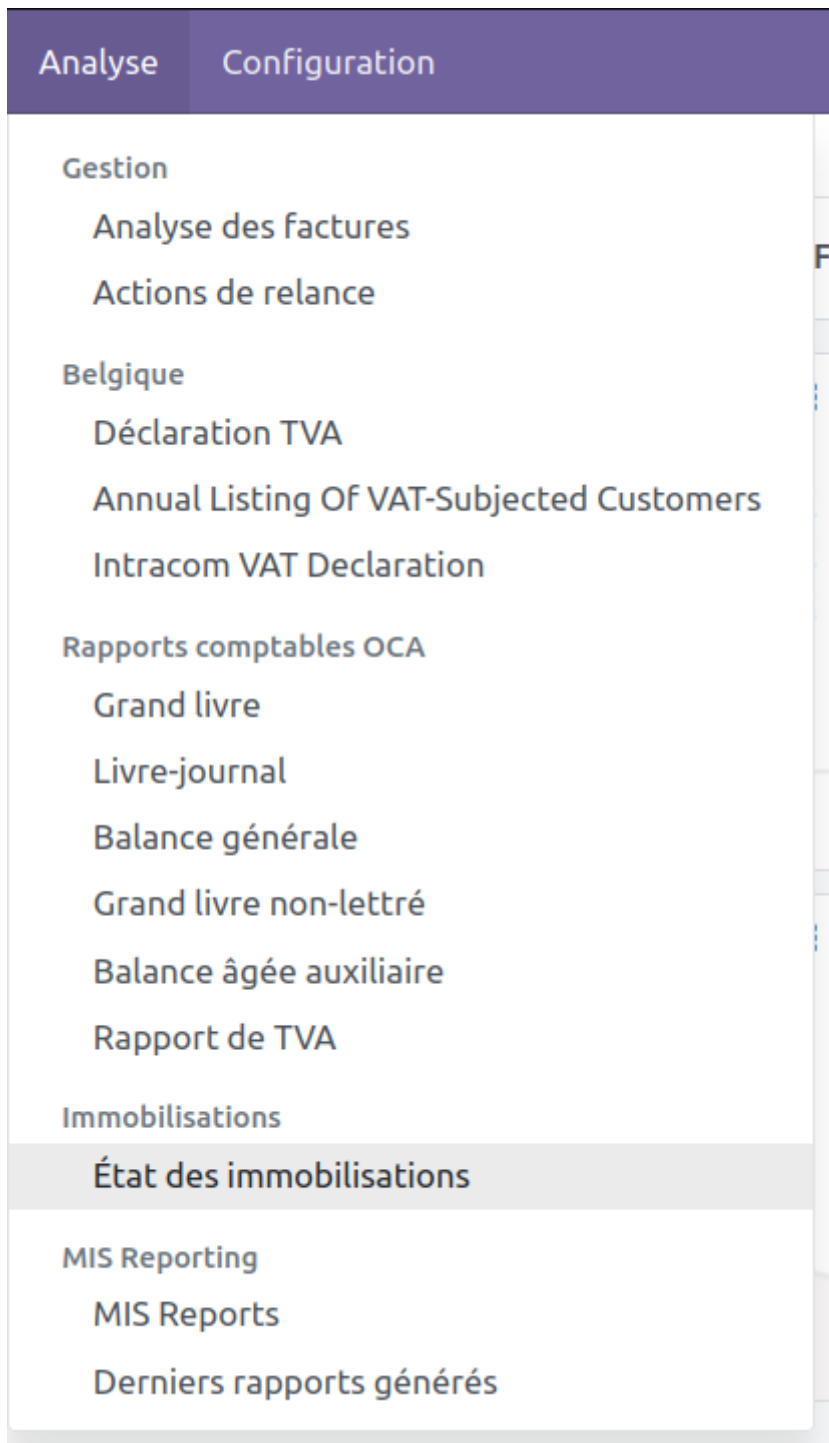 Analyse Configuration
Gestion
Analyse des factures
Actions de relance
Belgique
Déclaration TVA
Annual Listing Of VAT-Subjected Customers
Intracom VAT Declaration
Rapports comptables OCA
Grand livre
Livre-journal
Balance générale
Grand livre non-lettré
Balance âgée auxiliaire
Rapport de TVA
Immobilisations
État des immobilisations
MIS Reporting
MIS Reports
Derniers rapports générés